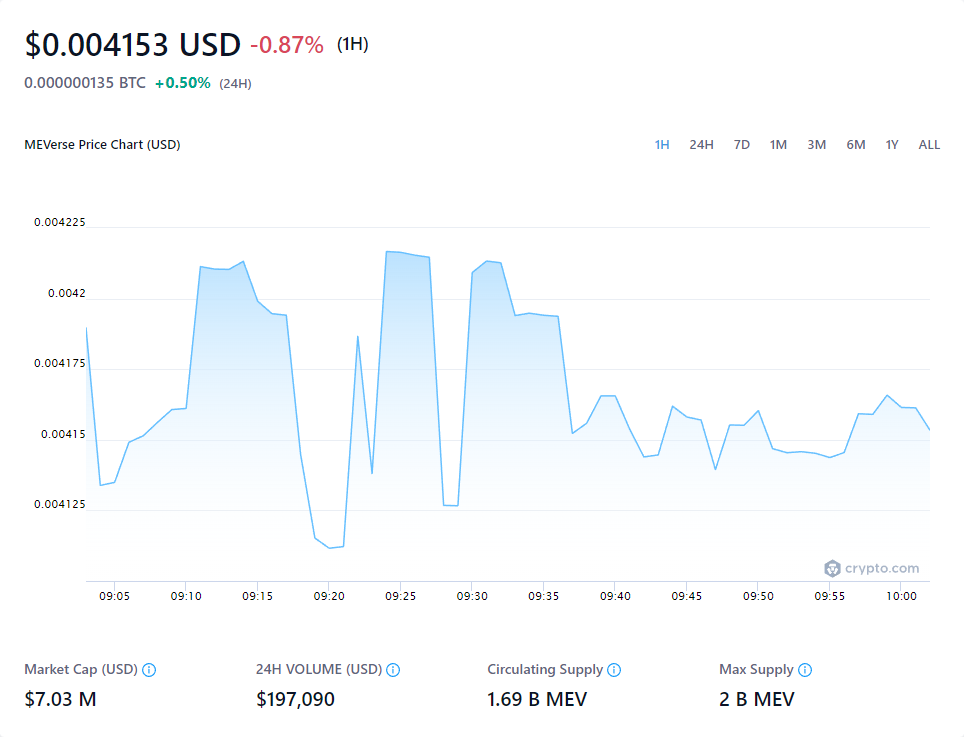 $0.004153 USD -0.87% (1H)
0.000000135 BTC +0.50% (24H)
MEVerse Price Chart (USD) 1H 24H 7D 1M 3M 6M 1Y ALL
0.004225
0.0042
0.004175
0.00415
0.004125
crypto.com
09:05 09:10 09:15 09:20 09:25 09:30 09:35 09:40 09:45 09:50 09:55 10:00
Market Cap (USD) 24H VOLUME (USD) Circulating Supply Max Supply
$7.03 M $197,090 1.69 B MEV 2 B MEV